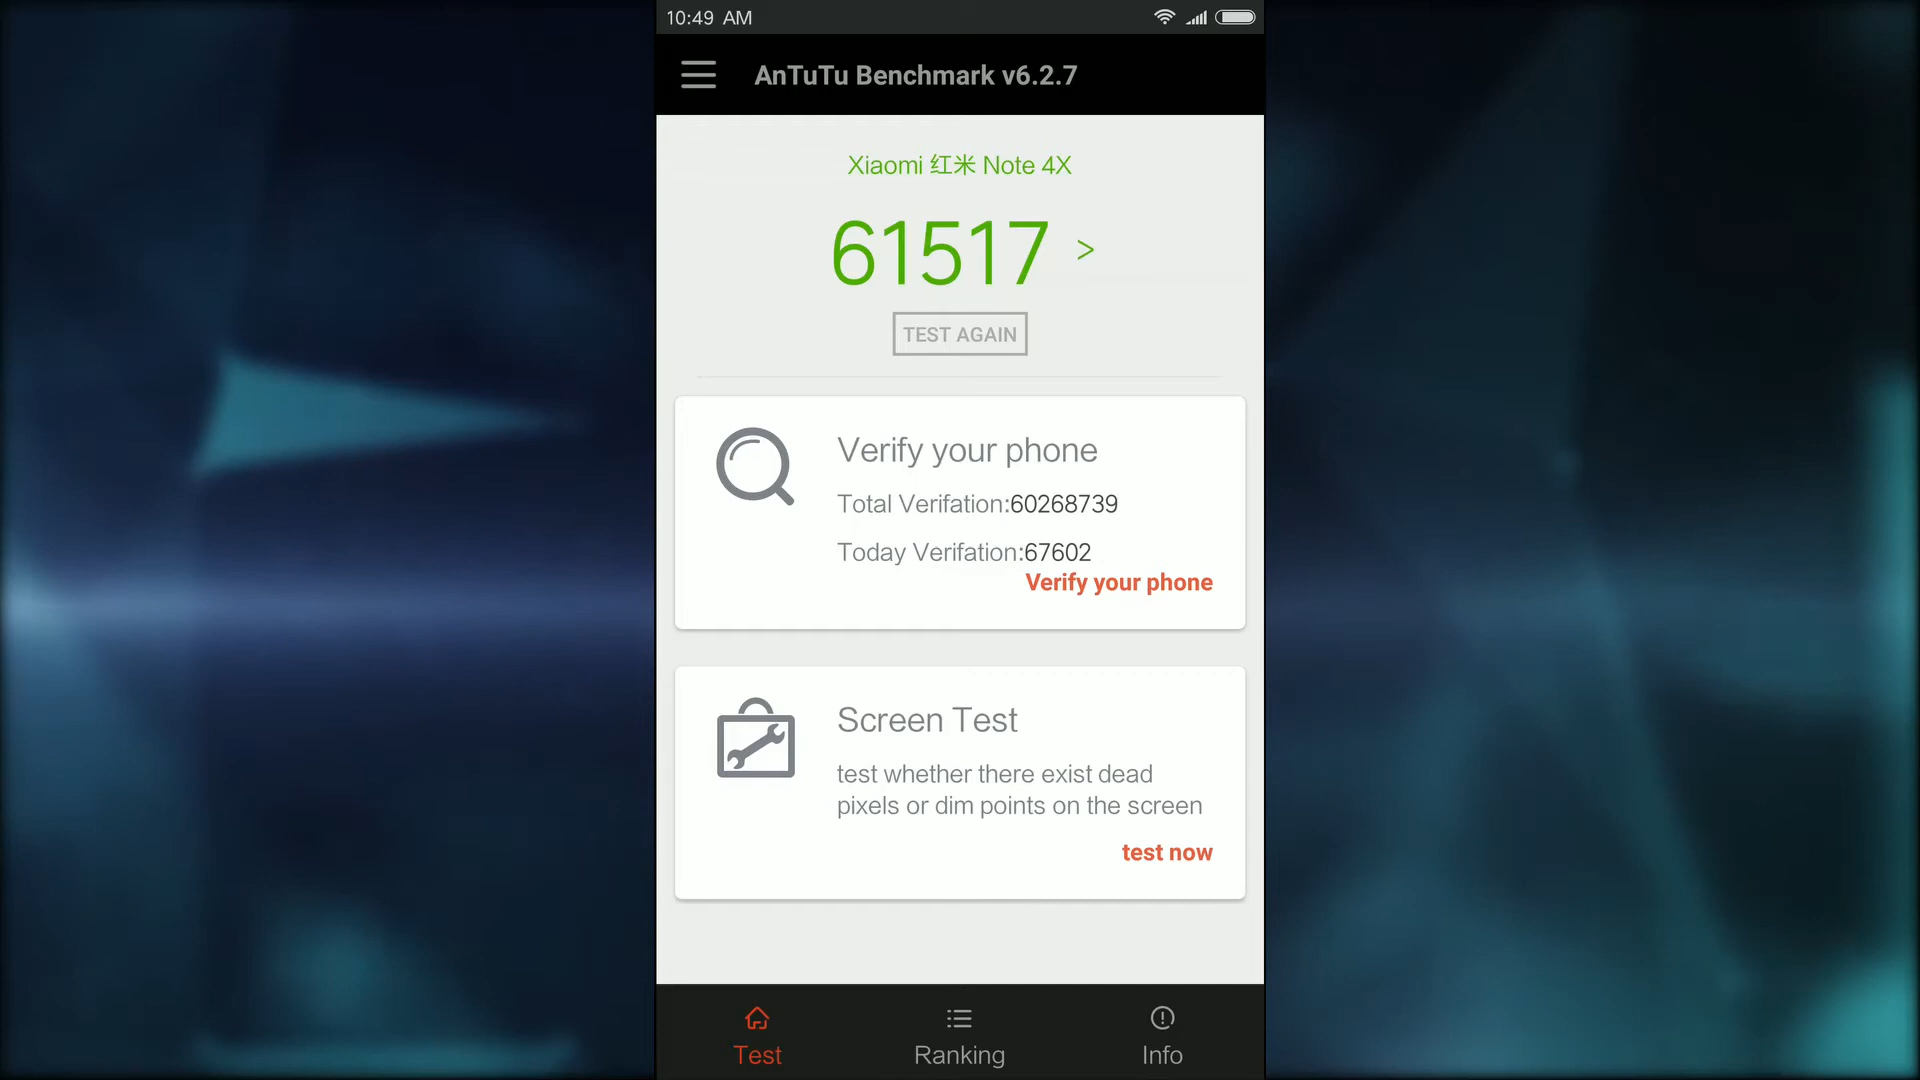 10:49 AM
AnTuTu Benchmark v6.2.7
Xiaomi 红米 Note 4X
61517 >
TEST AGAIN
Verify your phone
Total Verifation:60268739
Today Verifation:67602
Verify your phone
Screen Test
test whether there exist dead
pixels or dim points on the screen
test now
Test
Ranking
Info